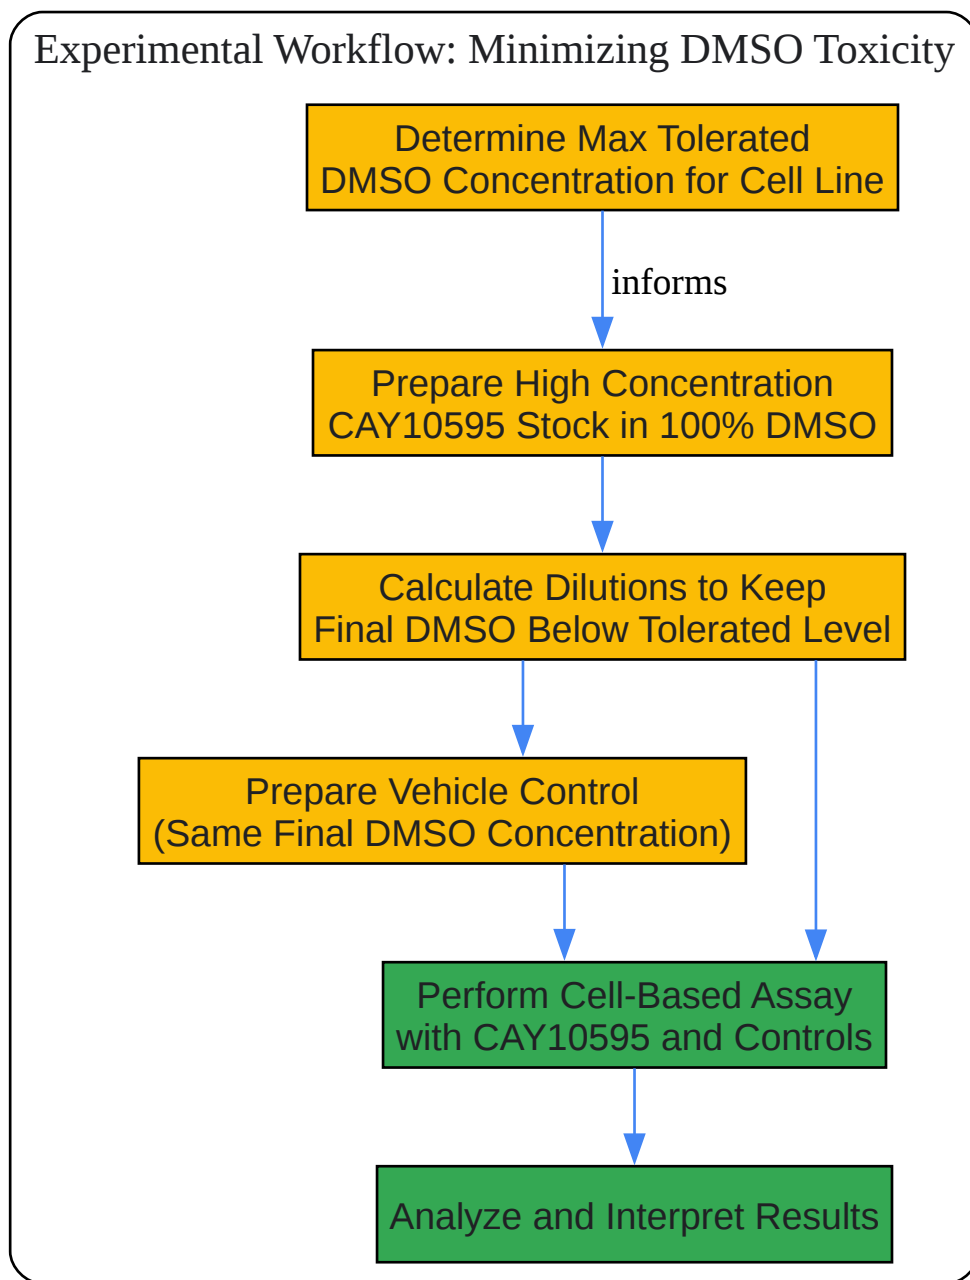 Experimental Workflow: Minimizing DMSO Toxicity
Determine Max Tolerated
DMSO Concentration for Cell Line
informs
Prepare High Concentration
CAY10595 Stock in 100% DMSO
Calculate Dilutions to Keep
Final DMSO Below Tolerated Level
Prepare Vehicle Control
(Same Final DMSO Concentration)
Perform Cell-Based Assay
with CAY10595 and Controls
Analyze and Interpret Results